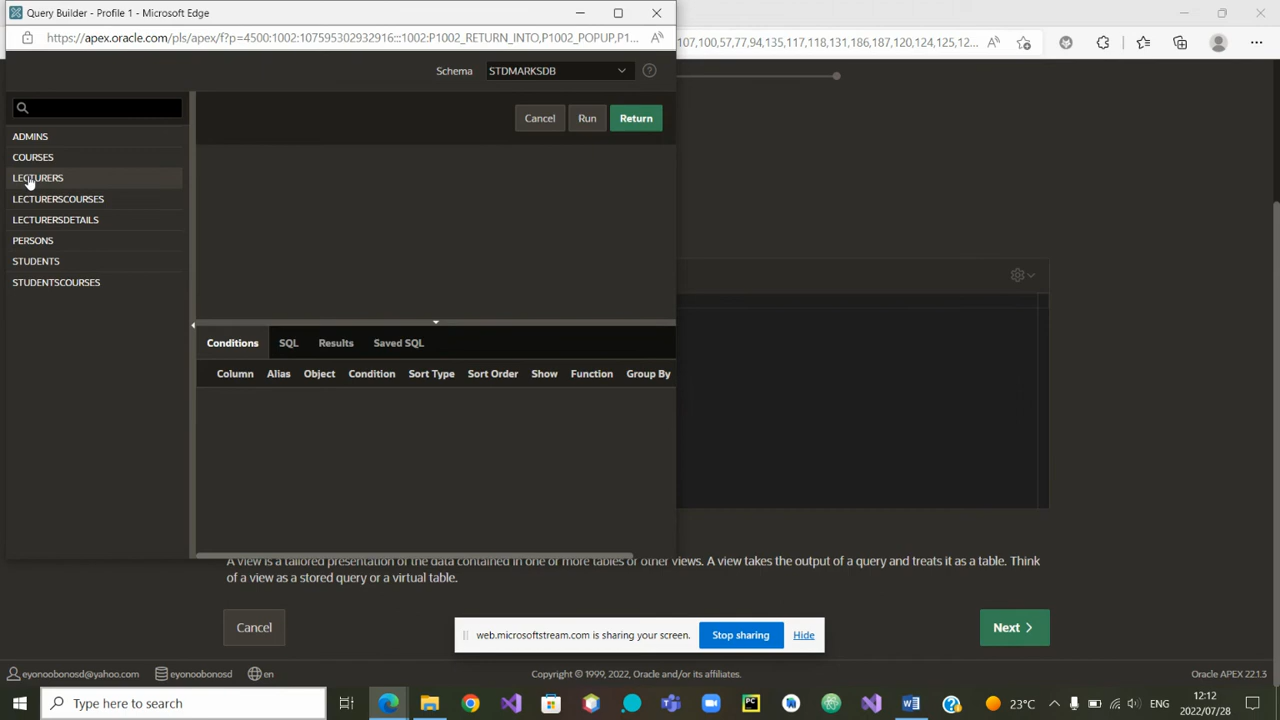 Query Builder - Profile 1 - Microsoft Edge
https://apex.oracle.com/pls/apex/f?p=4500:1002:107595302932916:::1002:P1002_RETURN_INTO,P1002_POPUP,P1...
107,100,57,77,94,135,117,118,131,186,187,120,124,125,12...
Schema STDMARKSDB
Cancel Run Return
ADMINS
COURSES
LECTURERS
LECTURERSCOURSES
LECTURERSDETAILS
PERSONS
STUDENTS
STUDENTSCOURSES
Conditions SQL Results Saved SQL
Column Alias Object Condition Sort Type Sort Order Show Function Group By
A view is a tailored presentation of the data contained in one or more tables or other views. A view takes the output of a query and treats it as a table. Think
of a view as a stored query or a virtual table.
Cancel
Next
web.microsoftstream.com is sharing your screen. Stop sharing Hide
eyonoobonosd@yahoo.com eyonoobonosd en
Copyright © 1999, 2022, Oracle and/or its affiliates.
Oracle APEX 22.1.3
Type here to search
23°C
ENG
12:12
2022/07/28